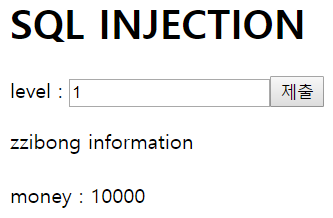 SQL INJECTION
level : 1 제출
zzibong information
money : 10000